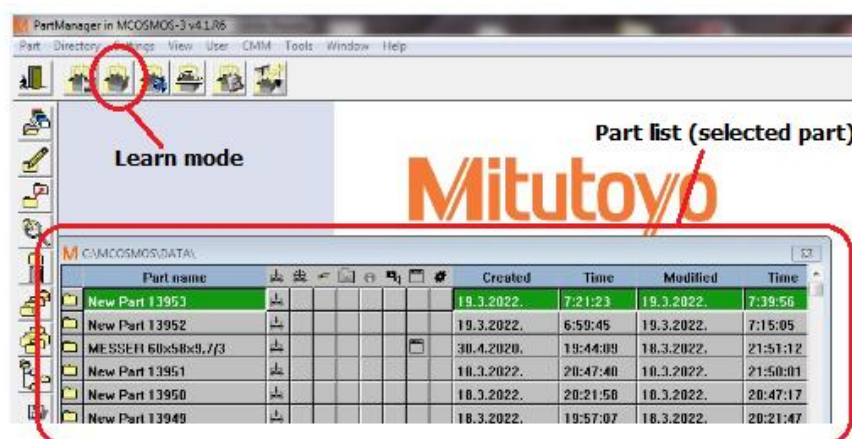 PartManager in MCOSMOS-3 v4.1.R6
Part Directory Settings View User CMM Tools Window Help
Learn mode
Part list (selected part)
Mitutoyo
C:\MCOSMOS\DATA\
Part name Created Time Modified Time
New Part 13953 19.3.2022. 7:21:23 19.3.2022. 7:39:56
New Part 13952 19.3.2022. 6:59:45 19.3.2022. 7:15:05
MESSER 60x58x9,7/3 30.4.2020. 19:44:09 18.3.2022. 21:51:12
New Part 13951 18.3.2022. 20:47:40 18.3.2022. 21:50:01
New Part 13950 18.3.2022. 20:21:58 18.3.2022. 20:47:17
New Part 13949 18.3.2022. 19:57:07 18.3.2022. 20:21:47